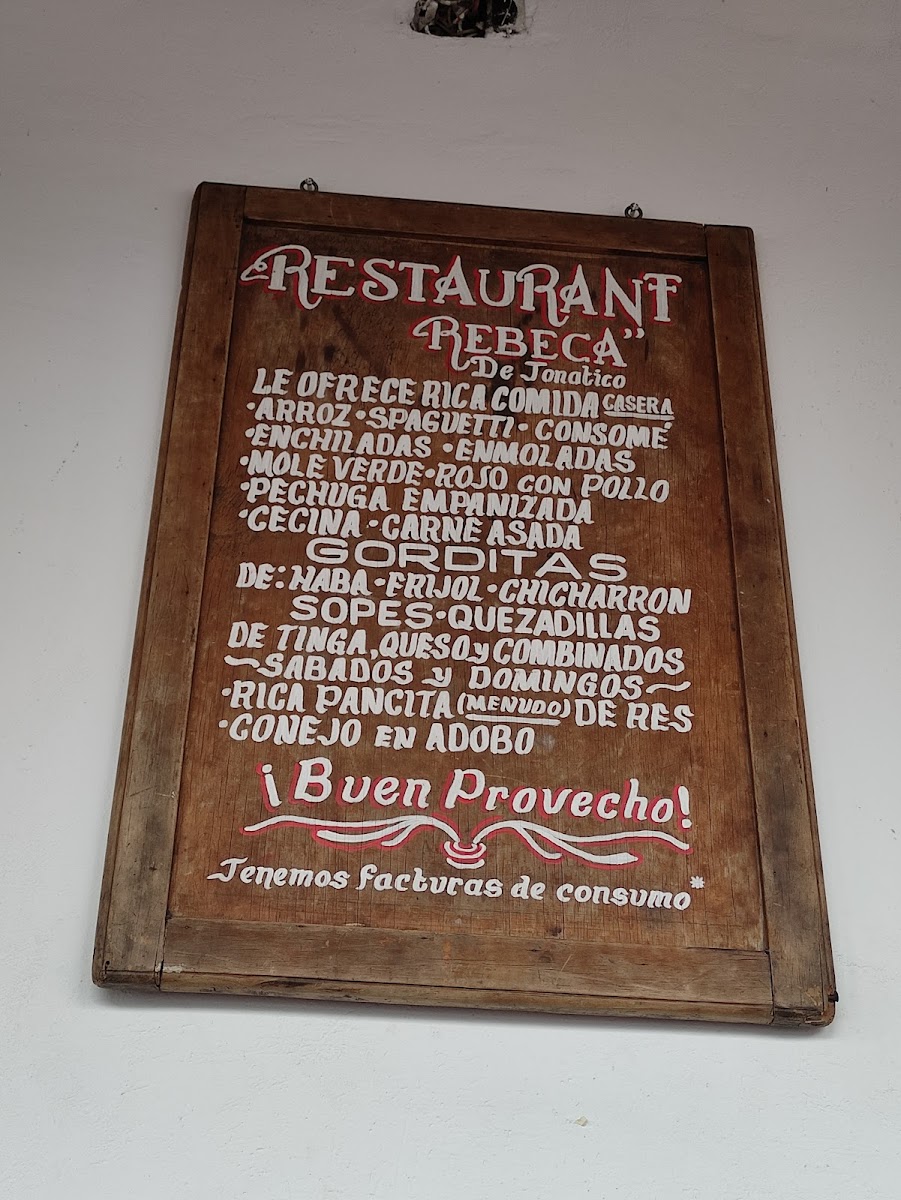 RESTAURANT
REBECA"
De Tonatico
LE OFRECE RICA COMIDA CASERA
·ARROZ·SPAGUETTI·CONSOMÉ
·ENCHILADAS·ENMOLADAS
·MOLE VERDE·ROJO CON POLLO
·PECHUGA EMPANIZADA
·CECINA·CARNE ASADA
GORDITAS
DE: HABA·FRIJOL·CHICHARRON
SOPES·QUEZADILLAS
DE TINGA, QUESO y COMBINADOS
~SABADOS y DOMINGOS~
·RICA PANCITA (MENUDO) DE RES
·CONEJO EN ADOBO
¡Buen Provecho!
Tenemos facturas de consumo*